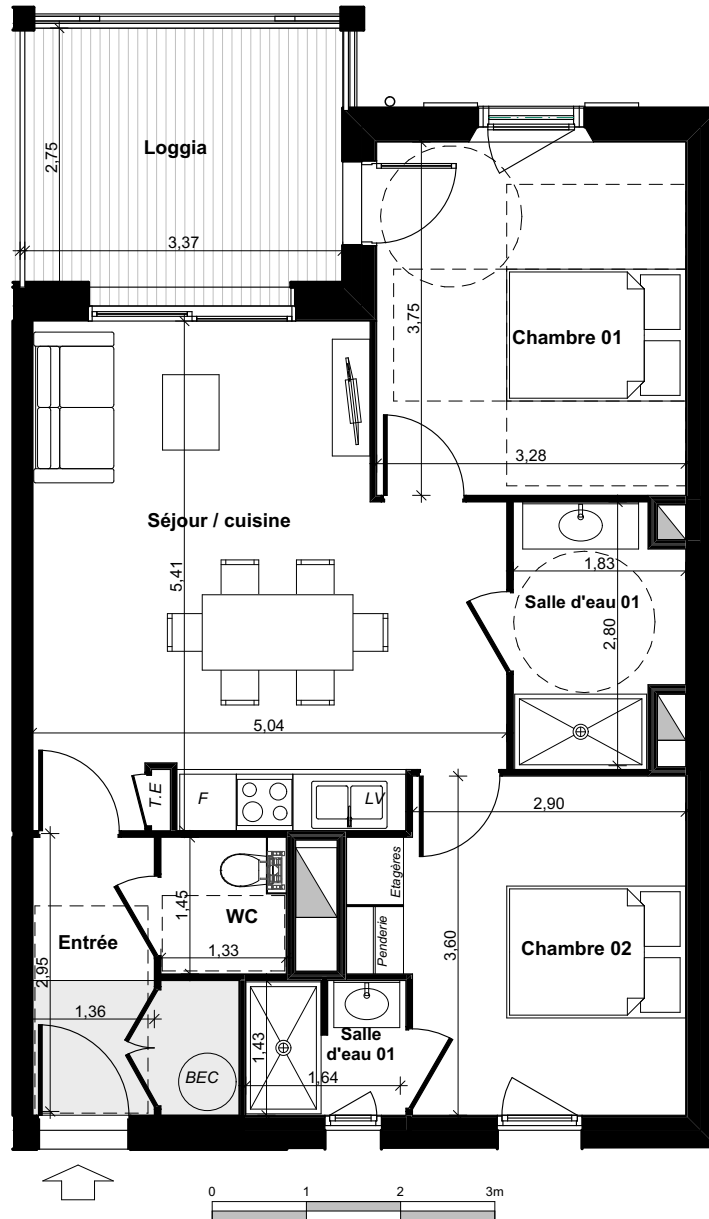 Loggia
2,75
3,37
3,75
Chambre 01
3,28
Séjour / cuisine
5,41
1,83
Salle d'eau 01
2,80
5,04
T.E
F
LV
2,90
Etagères
1,45
WC
Penderie
3,60
Entrée
1,33
Chambre 02
2,95
1,36
1,43
Salle
d'eau 01
BEC
1,64
0 1 2 3m